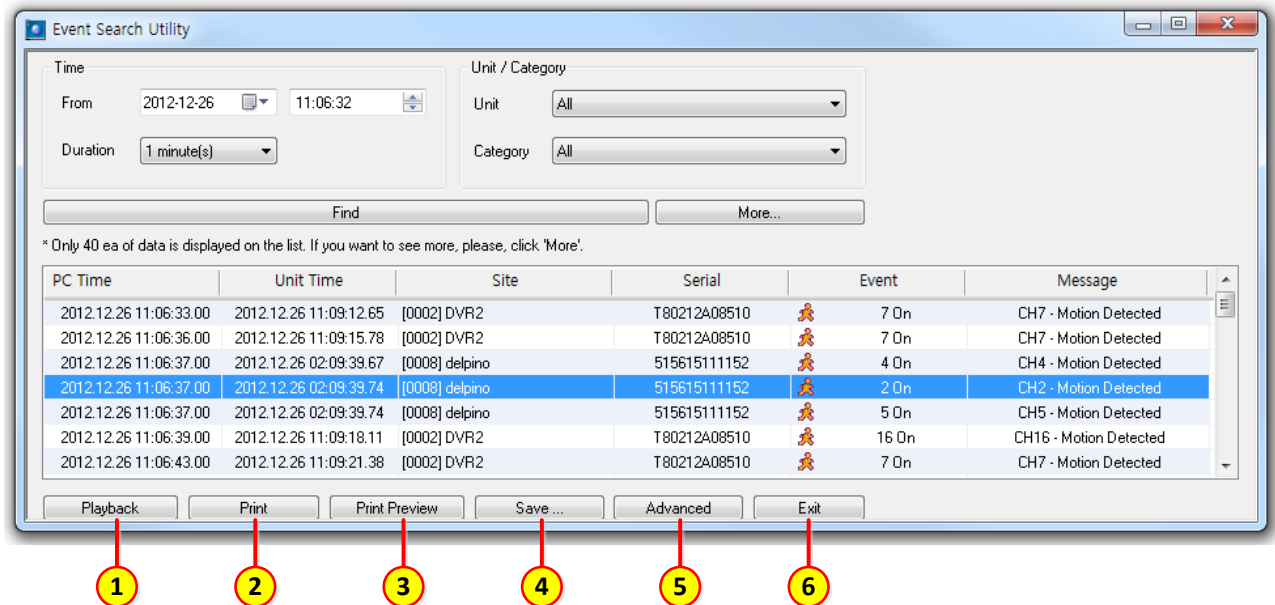 Event Search Utility
Time
Unit / Category
From 2012-12-26 11:06:32 Unit All
Duration 1 minute(s) Category All
Find More...
* Only 40 ea of data is displayed on the list. If you want to see more, please, click 'More'.
PC Time Unit Time Site Serial Event Message
2012.12.26 11:06:33.00 2012.12.26 11:09:12.65 [0002] DVR2 T80212A08510 7 On CH7 - Motion Detected
2012.12.26 11:06:36.00 2012.12.26 11:09:15.78 [0002] DVR2 T80212A08510 7 On CH7 - Motion Detected
2012.12.26 11:06:37.00 2012.12.26 02:09:39.67 [0008] delpino 515615111152 4 On CH4 - Motion Detected
2012.12.26 11:06:37.00 2012.12.26 02:09:39.74 [0008] delpino 515615111152 2 On CH2 - Motion Detected
2012.12.26 11:06:37.00 2012.12.26 02:09:39.74 [0008] delpino 515615111152 5 On CH5 - Motion Detected
2012.12.26 11:06:39.00 2012.12.26 11:09:18.11 [0002] DVR2 T80212A08510 16 On CH16 - Motion Detected
2012.12.26 11:06:43.00 2012.12.26 11:09:21.38 [0002] DVR2 T80212A08510 7 On CH7 - Motion Detected
Playback Print Print Preview Save ... Advanced Exit
1 2 3 4 5 6